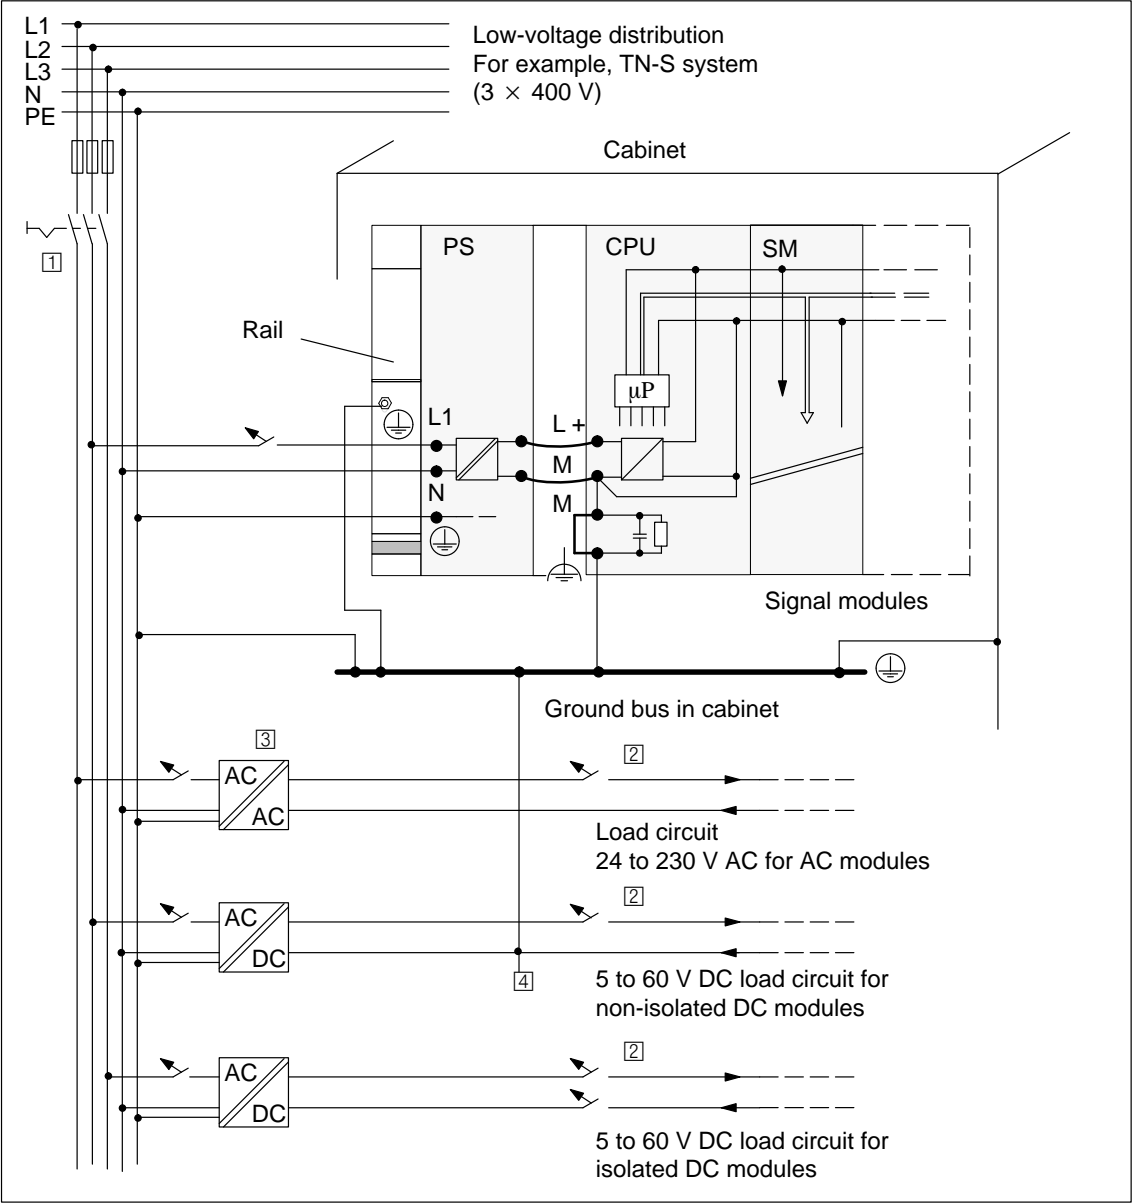 L1
L2
L3
N
PE
Low-voltage distribution
For example, TN-S system
(3 × 400 V)
Cabinet
PS
CPU
SM
Rail
µP
L1
L +
M
N
M
1
Signal modules
Ground bus in cabinet
3
2
AC
AC
Load circuit
24 to 230 V AC for AC modules
2
AC
DC
4
5 to 60 V DC load circuit for
non-isolated DC modules
2
AC
DC
5 to 60 V DC load circuit for
isolated DC modules